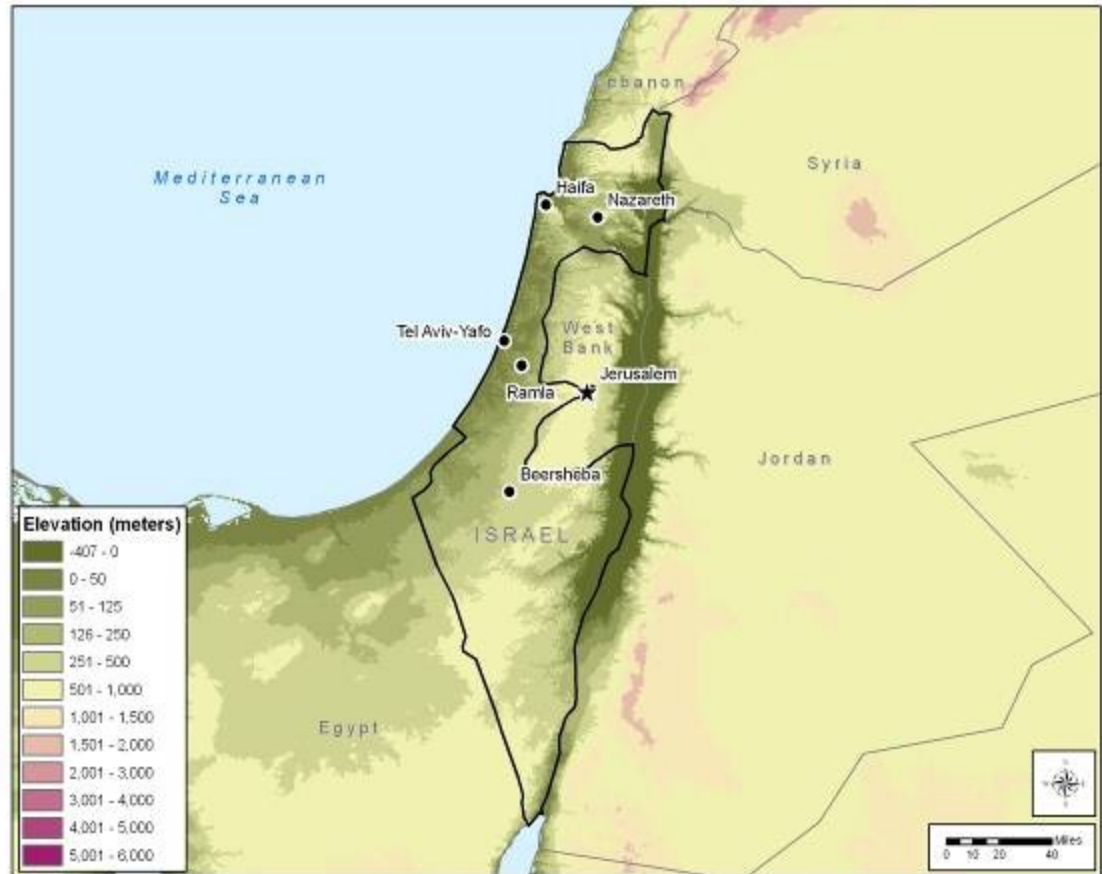 Lebanon
Mediterranean
Sea
Syria
Haifa
Nazareth
Tel Aviv-Yafo
West
Bank
Jerusalem
Ramla
Jordan
Beersheba
ISRAEL
Egypt
Elevation (meters)
-407 - 0
0 - 50
51 - 125
126 - 250
251 - 500
501 - 1,000
1,001 - 1,500
1,501 - 2,000
2,001 - 3,000
3,001 - 4,000
4,001 - 5,000
5,001 - 6,000
Miles
0 10 20 40